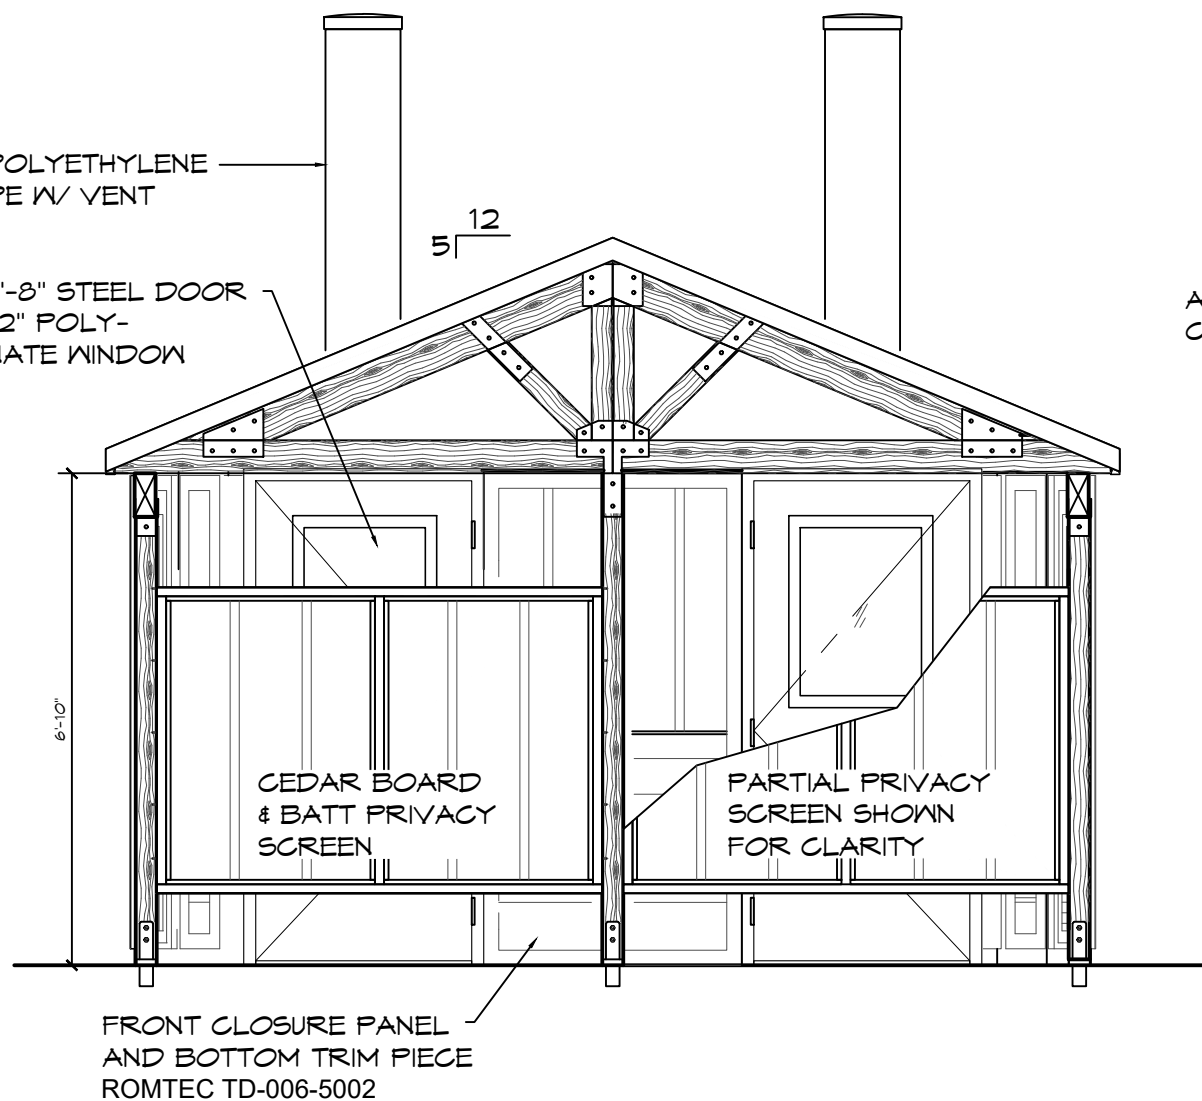 POLYETHYLENE
PE W/ VENT
12
5
'-8" STEEL DOOR
2" POLY-
ATE WINDOW
A
C
6'-10"
CEDAR BOARD
& BATT PRIVACY
SCREEN
PARTIAL PRIVACY
SCREEN SHOWN
FOR CLARITY
FRONT CLOSURE PANEL
AND BOTTOM TRIM PIECE
ROMTEC TD-006-5002